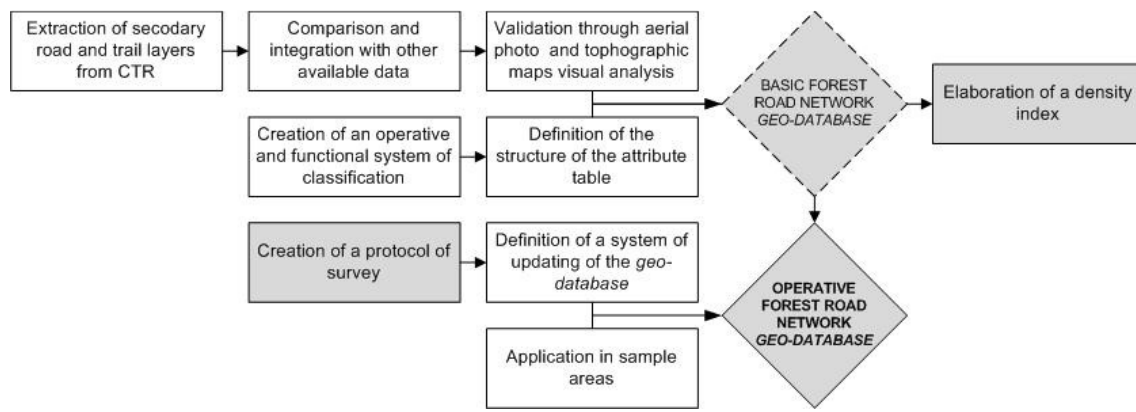 Extraction of secodary
road and trail layers
from CTR
Comparison and
integration with other
available data
Validation through aerial
photo and tophographic
maps visual analysis
BASIC FOREST
ROAD NETWORK
GEO-DATABASE
Elaboration of a density
index
Creation of an operative
and functional system of
classification
Definition of the
structure of the attribute
table
Creation of a protocol of
survey
Definition of a system of
updating of the geo-
database
OPERATIVE
FOREST ROAD
NETWORK
GEO-DATABASE
Application in sample
areas